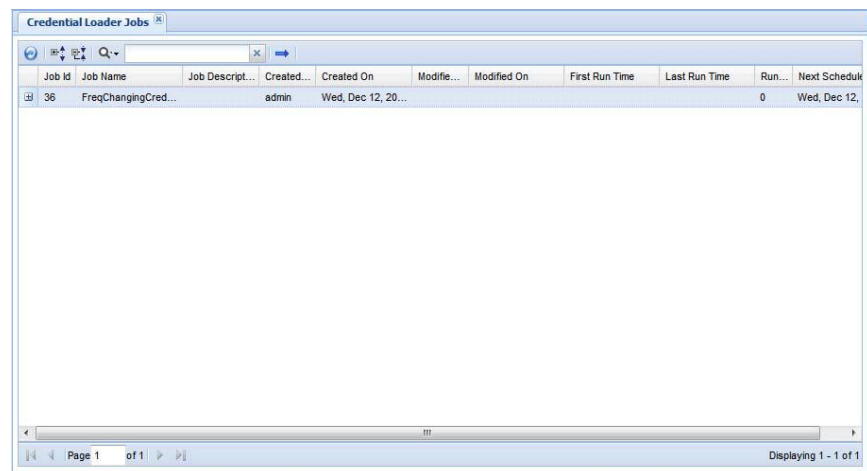 Credential Loader Jobs
Job Id Job Name Job Descript... Created... Created On Modifie... Modified On First Run Time Last Run Time Run... Next Schedule
36 FreqChangingCred... admin Wed, Dec 12, 20... 0 Wed, Dec 12,
Page 1 of 1 Displaying 1 - 1 of 1